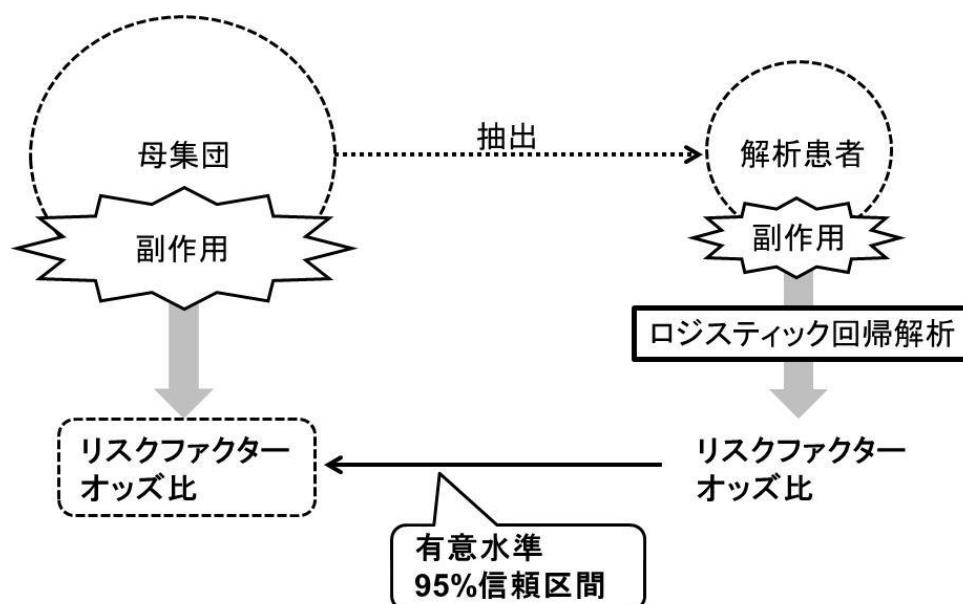 母集団
抽出
解析患者
副作用
副作用
ロジスティック回帰解析
リスクファクター
オッズ比
リスクファクター
オッズ比
有意水準
95%信頼区間